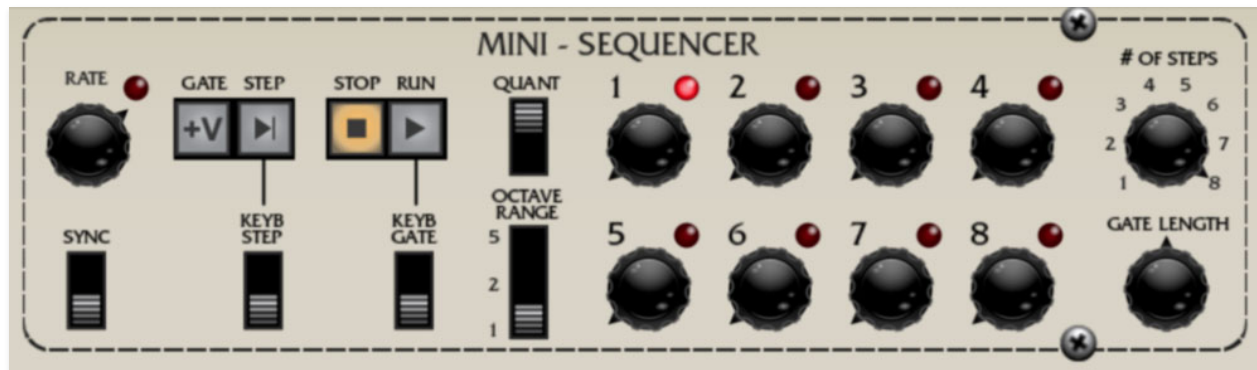 MINI - SEQUENCER
RATE
GATE STEP
STOP RUN
QUANT
1 2 3 4
# OF STEPS
1 2 3 4 5 6 7 8
+V
KEYB
STEP
KEYB
GATE
SYNC
OCTAVE
RANGE
5
2
1
5 6 7 8
GATE LENGTH